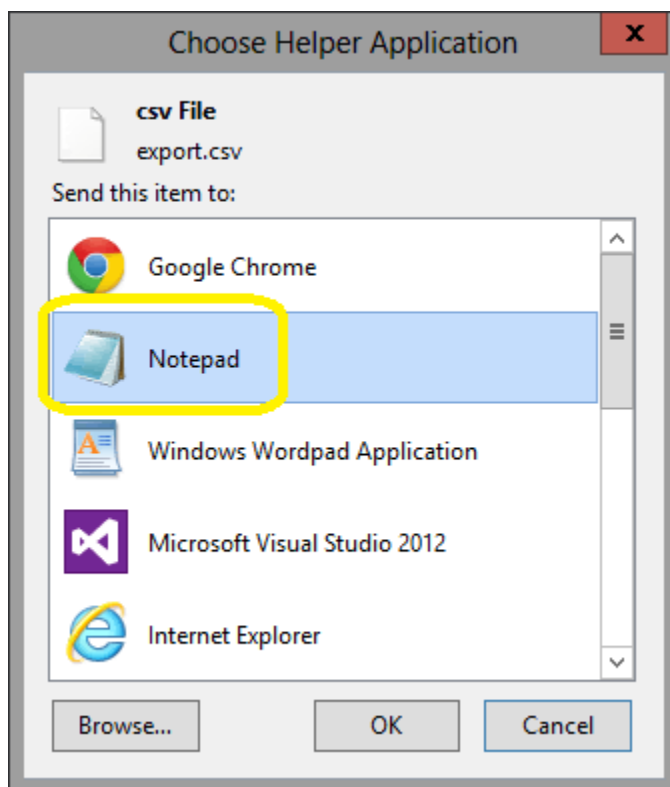 Choose Helper Application
x
csv File
export.csv
Send this item to:
Google Chrome
Notepad
Windows Wordpad Application
Microsoft Visual Studio 2012
Internet Explorer
Browse...
OK
Cancel